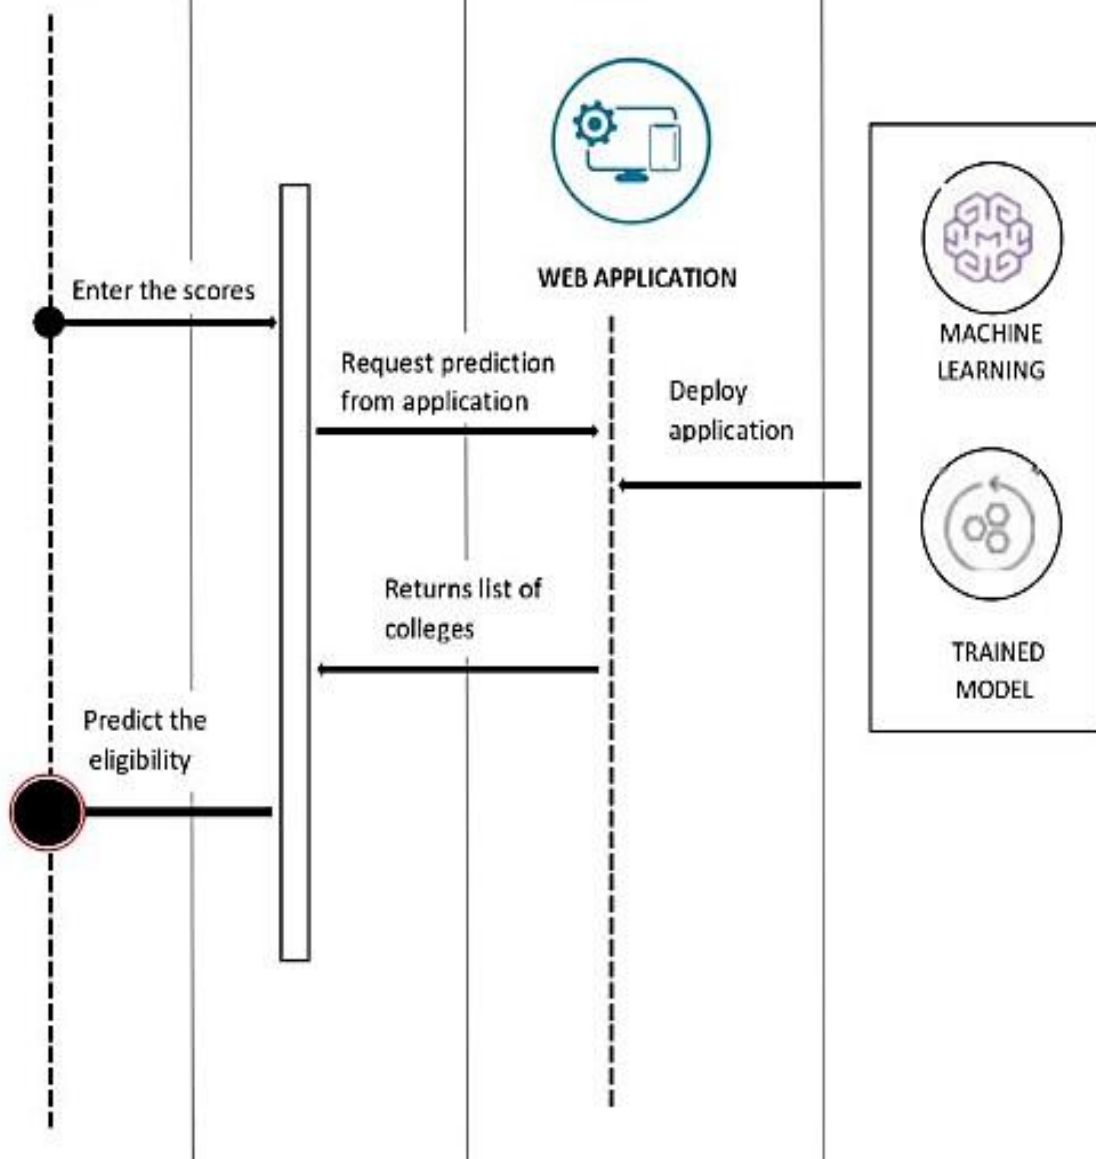 WEB APPLICATION
Enter the scores
MACHINE
LEARNING
Request prediction
from application
Deploy
application
Returns list of
colleges
TRAINED
MODEL
Predict the
eligibility